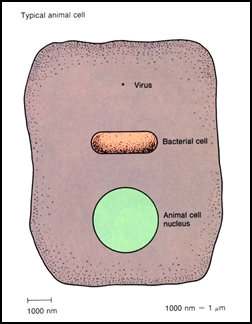 Typical animal cell
Virus
Bacterial cell
Animal cell
nucleus
1000 nm
1000 nm – 1 μm